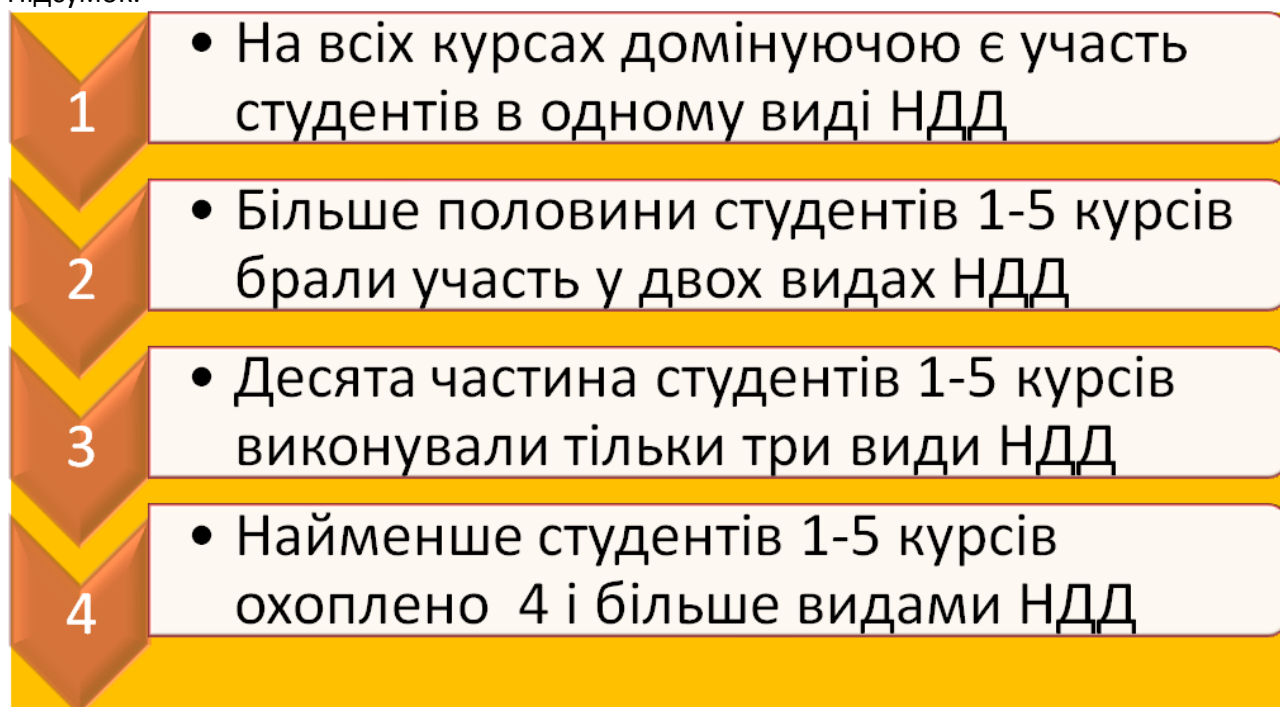 Підсумок:
1
• На всіх курсах домінуючою є участь
студентів в одному виді НДД
2
• Більше половини студентів 1-5 курсів
брали участь у двох видах НДД
3
• Десята частина студентів 1-5 курсів
виконували тільки три види НДД
4
• Найменше студентів 1-5 курсів
охоплено 4 і більше видами НДД